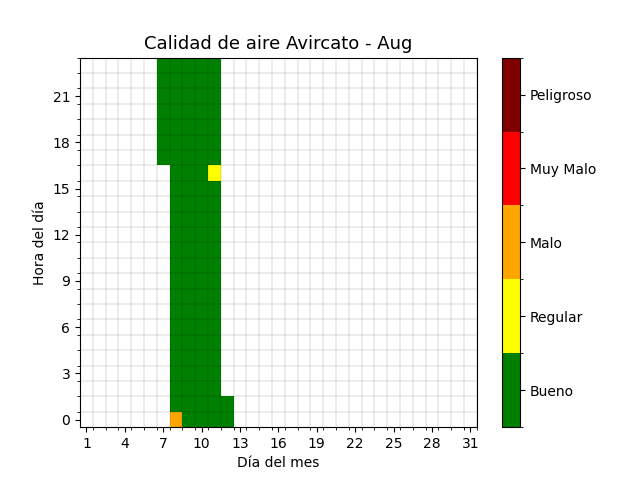 Calidad de aire Avircato - Aug
Hora del día
21
18
15
12
9
6
3
0
1 4 7 10 13 16 19 22 25 28 31
Día del mes
Peligroso
Muy Malo
Malo
Regular
Bueno